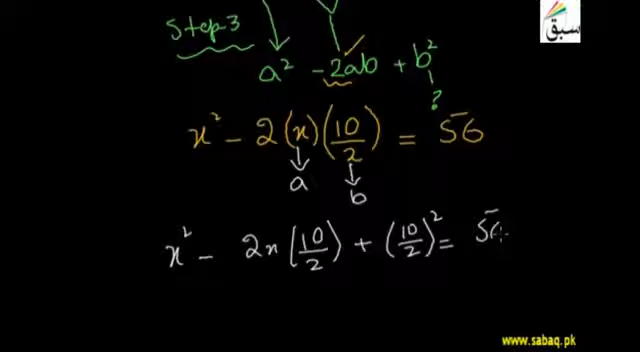 Step 3
سبق
a² - 2ab + b²
?
x² - 2(x)(10/2) = 56
a
b
x² - 2x(10/2) + (10/2)² = 56
www.sabaq.pk